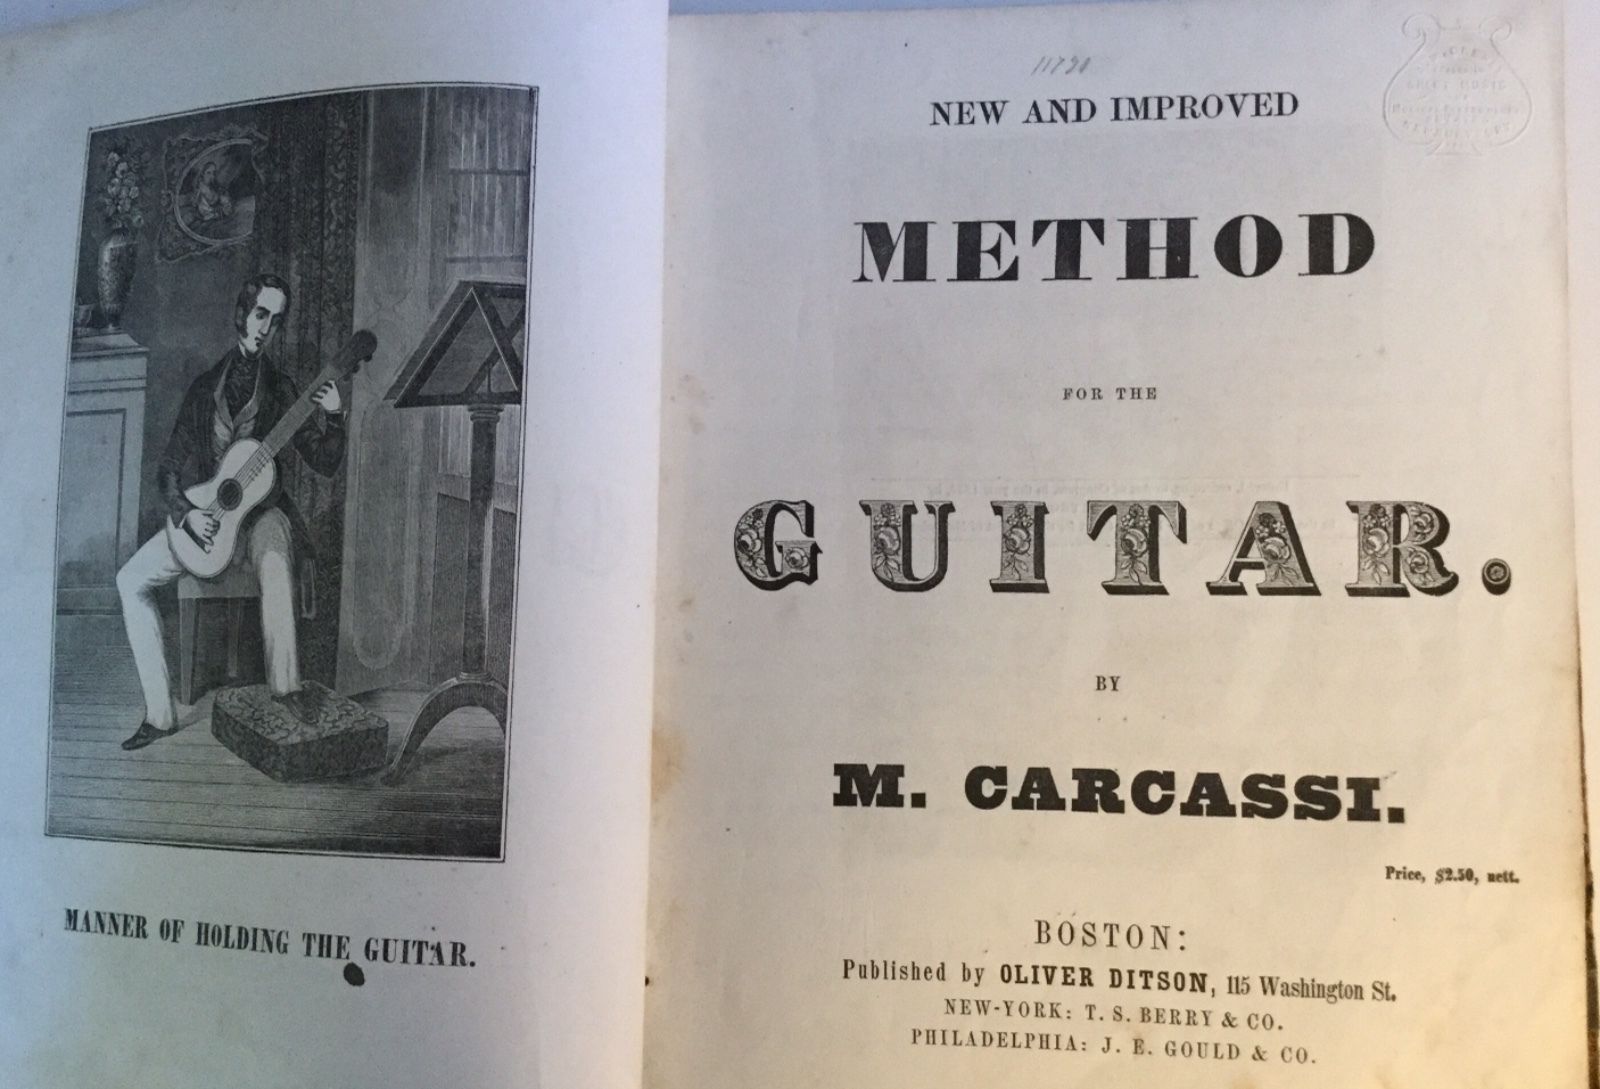 MANNER OF HOLDING THE GUITAR.
11790
NEW AND IMPROVED
METHOD
FOR THE
GUITAR.
BY
M. CARCASSI.
Price, $2.50, nett.
BOSTON:
Published by OLIVER DITSON, 115 Washington St.
NEW-YORK: T. S. BERRY & CO.
PHILADELPHIA: J. E. GOULD & CO.